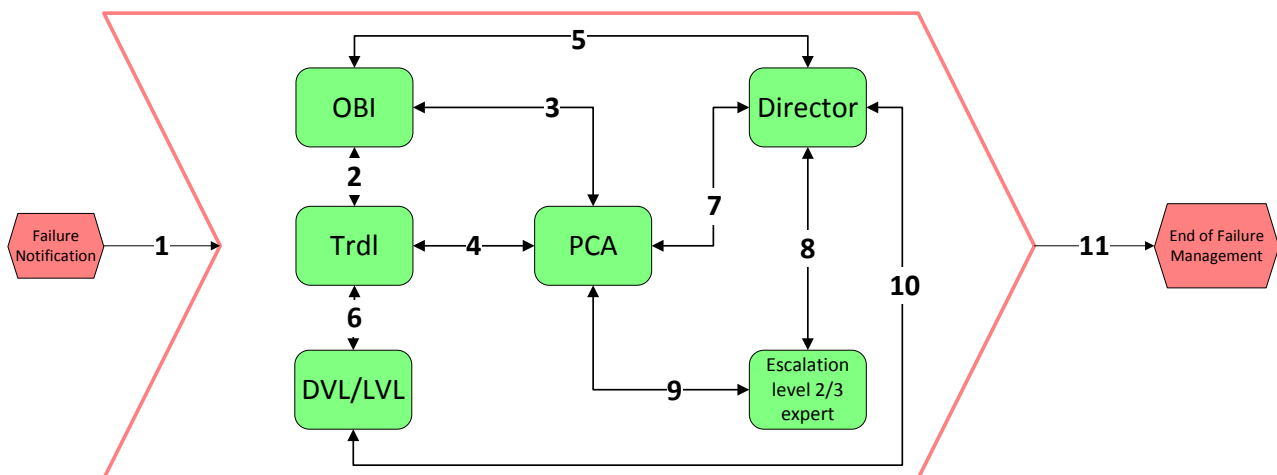 5
OBI
3
Director
2
7
Failure
Notification
1
Trdl
4
PCA
8
10
11
End of Failure
Management
6
DVL/LVL
9
Escalation
level 2/3
expert